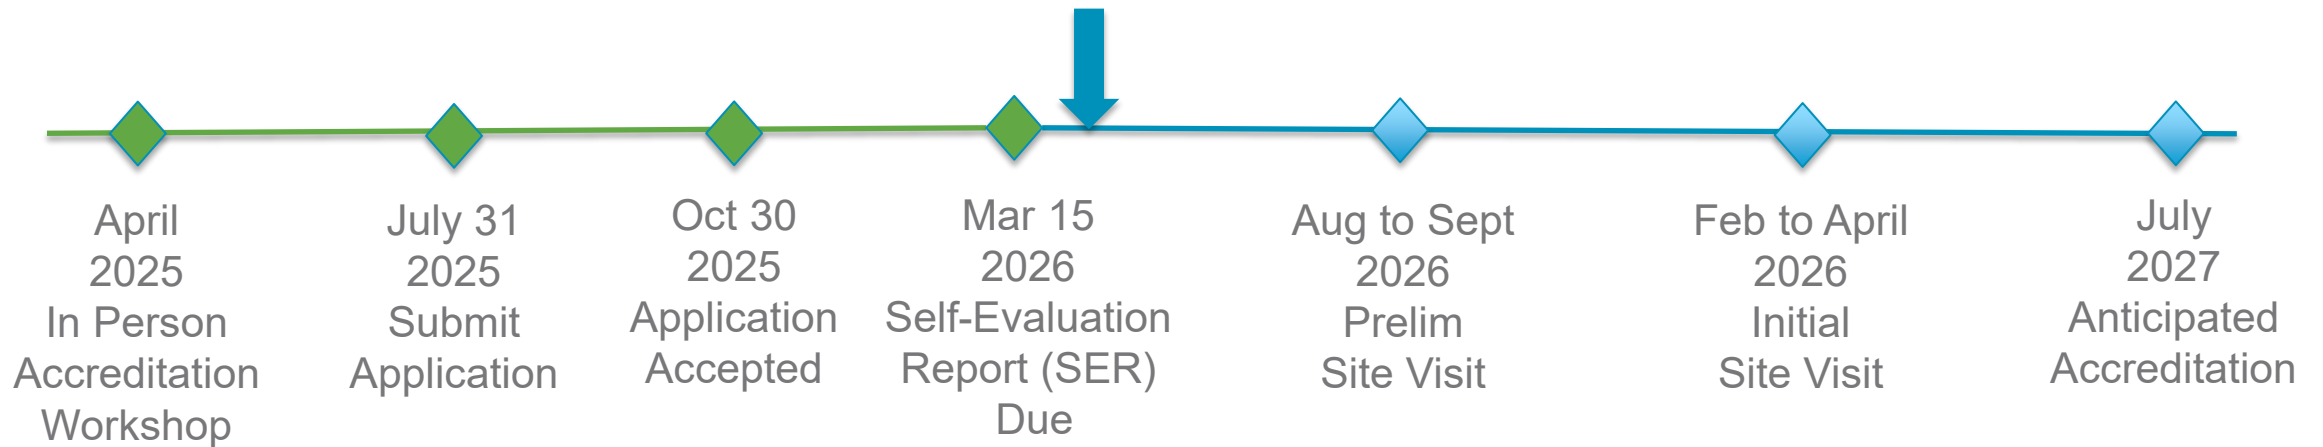 April
2025
In Person
Accreditation
Workshop
July 31
2025
Submit
Application
Oct 30
2025
Application
Accepted
Mar 15
2026
Self-Evaluation
Report (SER)
Due
Aug to Sept
2026
Prelim
Site Visit
Feb to April
2026
Initial
Site Visit
July
2027
Anticipated
Accreditation